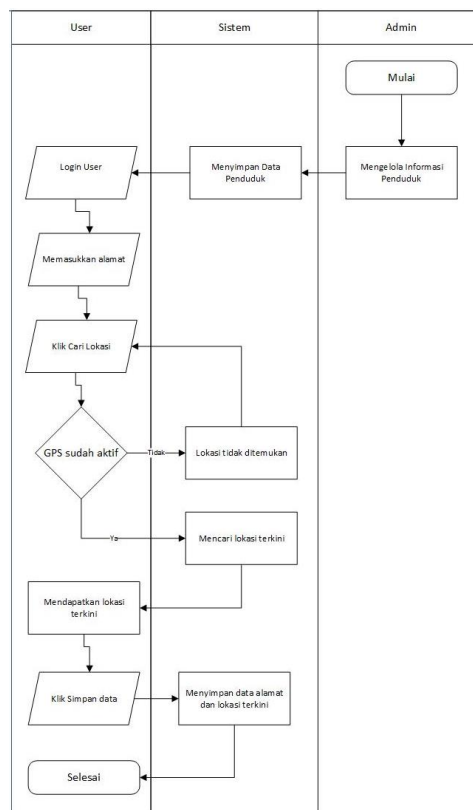 User
Sistem
Admin
Mulai
Login User
Menyimpan Data
Penduduk
Mengelola Informasi
Penduduk
Memasukkan alamat
Klik Cari Lokasi
GPS sudah aktif
Tidak
Lokasi tidak ditemukan
Ya
Mencari lokasi terkini
Mendapatkan lokasi
terkini
Klik Simpan data
Menyimpan data alamat
dan lokasi terkini
Selesai